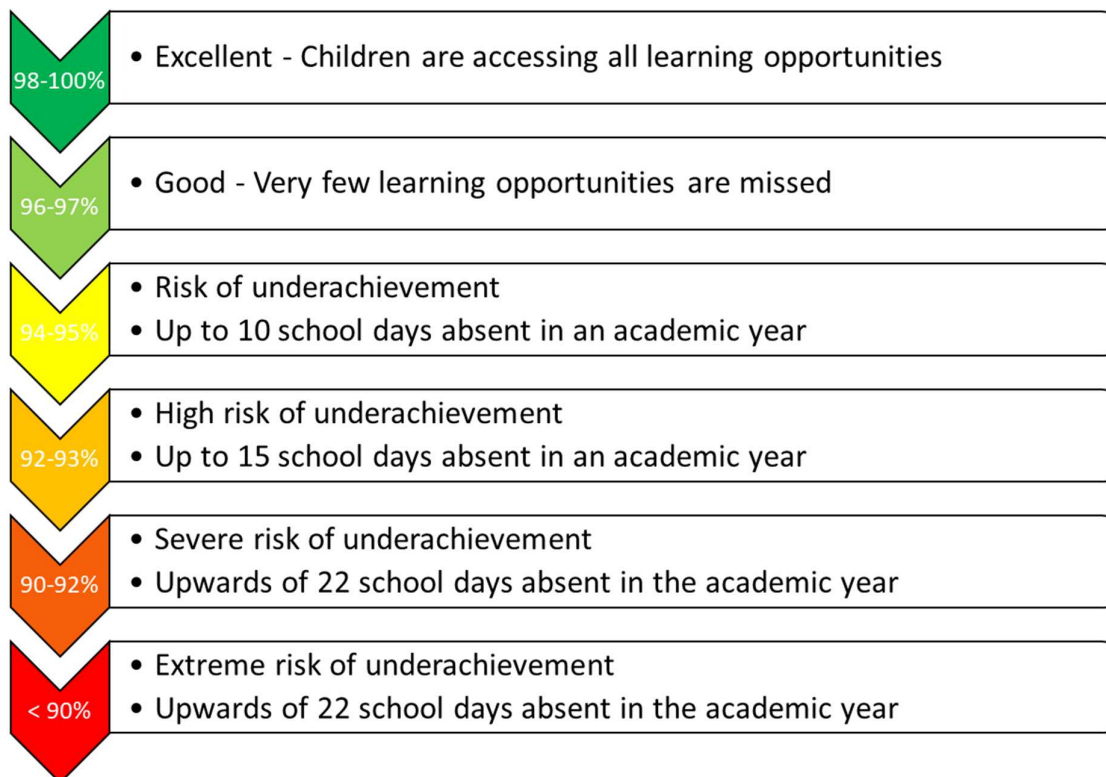 98-100%
• Excellent - Children are accessing all learning opportunities
96-97%
• Good - Very few learning opportunities are missed
94-95%
• Risk of underachievement
• Up to 10 school days absent in an academic year
92-93%
• High risk of underachievement
• Up to 15 school days absent in an academic year
90-92%
• Severe risk of underachievement
• Upwards of 22 school days absent in the academic year
< 90%
• Extreme risk of underachievement
• Upwards of 22 school days absent in the academic year